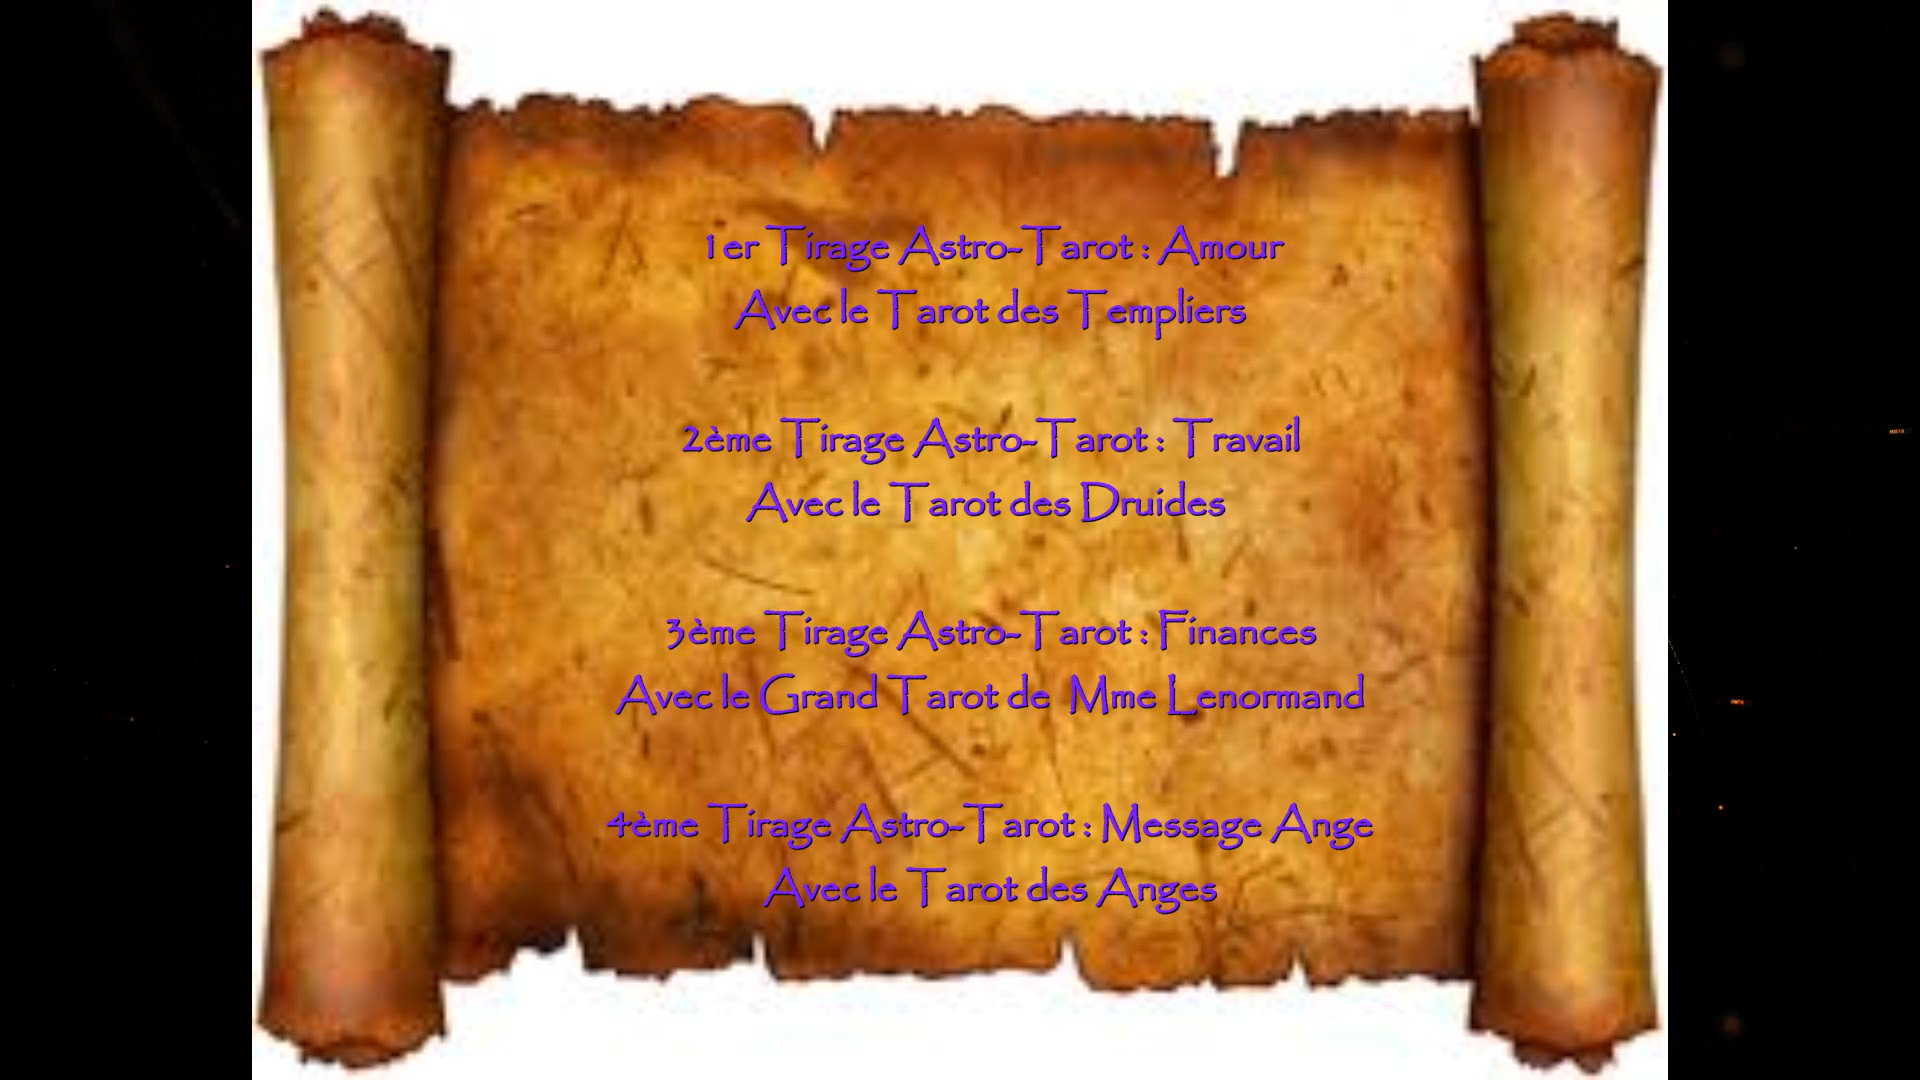 1er Tirage Astro-Tarot : Amour
Avec le Tarot des Templiers
2ème Tirage Astro-Tarot : Travail
Avec le Tarot des Druides
3ème Tirage Astro-Tarot : Finances
Avec le Grand Tarot de Mme Lenormand
4ème Tirage Astro-Tarot : Message Ange
Avec le Tarot des Anges